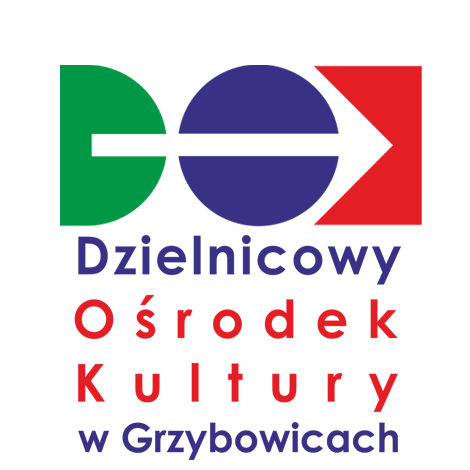 Dzielnicowy
Ośrodek
Kultury
w Grzybowicach